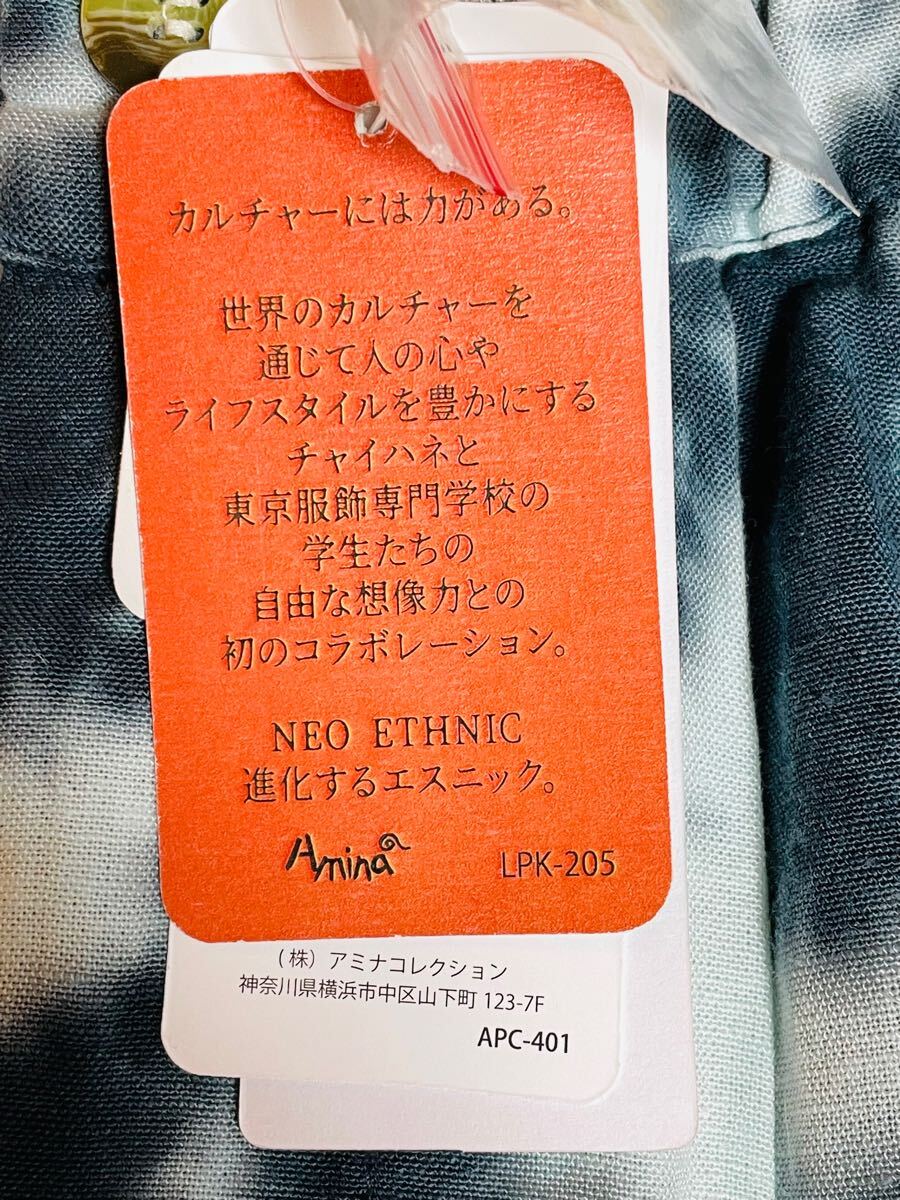 カルチャーには力がある。
世界のカルチャーを
通じて人の心や
ライフスタイルを豊かにする
チャイハネと
東京服飾専門学校の
学生たちの
自由な想像力との
初のコラボレーション。
NEO ETHNIC
進化するエスニック。
Amina
LPK-205
(株)アミナコレクション
神奈川県横浜市中区山下町 123-7F
APC-401